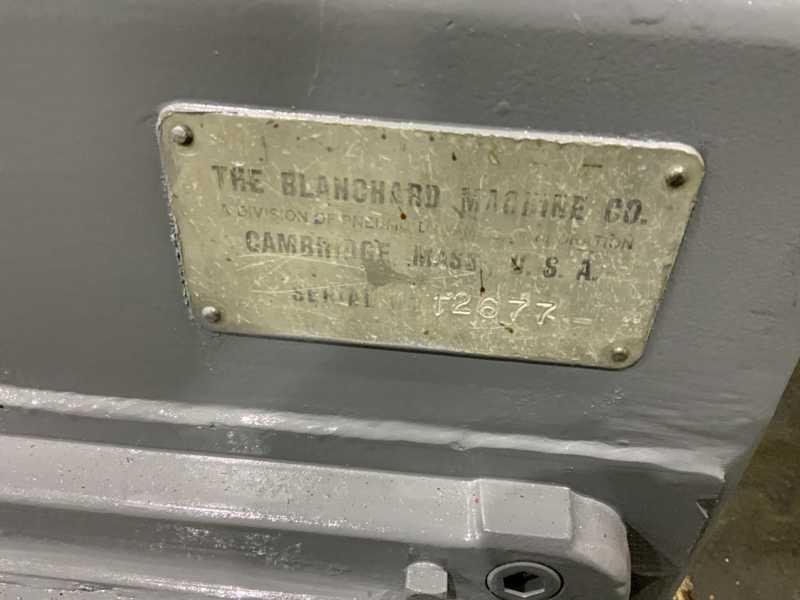 THE BLANCHARD MACHINE CO.
A DIVISION OF
CAMBRIDGE, MASS., U. S. A.
SERIAL 12677-